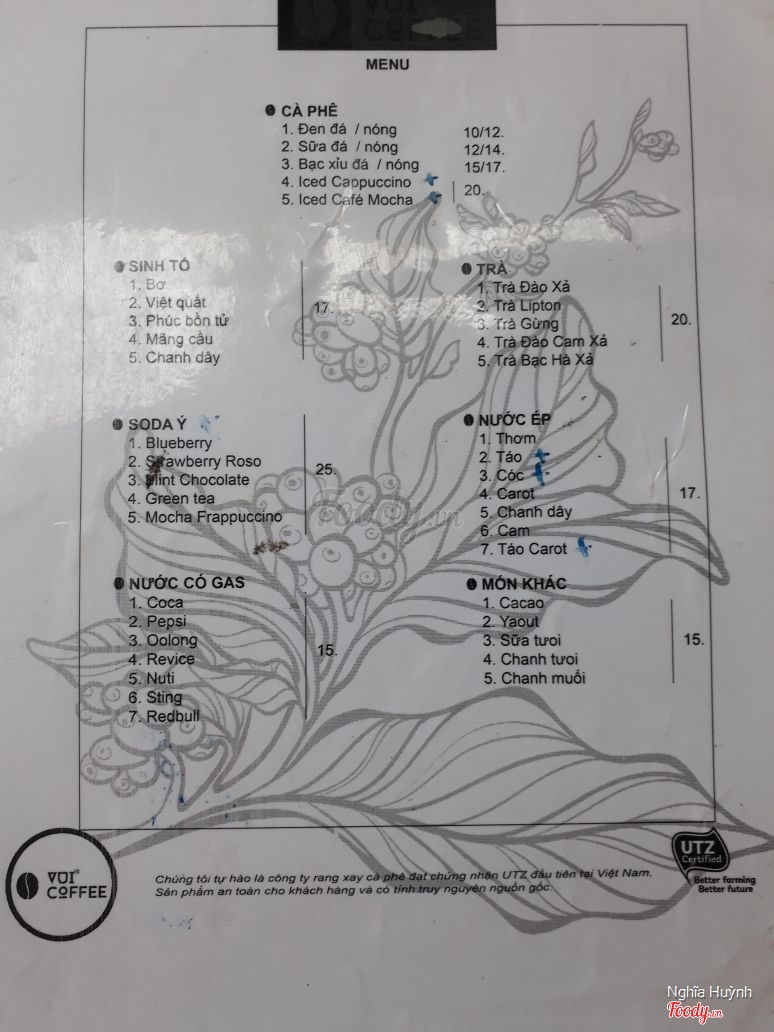 VUI
COFFEE
MENU
CÀ PHÊ
1. Đen đá / nóng 10/12.
2. Sữa đá / nóng 12/14.
3. Bạc xỉu đá / nóng 15/17.
4. Iced Cappuccino
5. Iced Café Mocha
20.
SINH TỐ
1. Bơ
2. Việt quất
3. Phúc bồn tử
4. Mãng cầu
5. Chanh dây
17.
TRÀ
1. Trà Đào Xả
2. Trà Lipton
3. Trà Gừng
4. Trà Đào Cam Xả
5. Trà Bạc Hà Xả
20.
SODA Ý
1. Blueberry
2. Strawberry Roso
3. Mint Chocolate
4. Green tea
5. Mocha Frappuccino
25.
NƯỚC ÉP
1. Thơm
2. Táo
3. Cóc
4. Carot
5. Chanh dây
6. Cam
7. Táo Carot
17.
NƯỚC CÓ GAS
1. Coca
2. Pepsi
3. Oolong
4. Revice
5. Nuti
6. Sting
7. Redbull
15.
MÓN KHÁC
1. Cacao
2. Yaout
3. Sữa tươi
4. Chanh tươi
5. Chanh muối
15.
Foody.vn
VUI®
COFFEE
Chúng tôi tự hào là công ty rang xay cà phê đạt chứng nhận UTZ đầu tiên tại Việt Nam.
Sản phẩm an toàn cho khách hàng và có tính truy nguyên nguồn gốc.
UTZ
Certified
Better farming
Better future
Nghĩa Huỳnh
Foody.vn